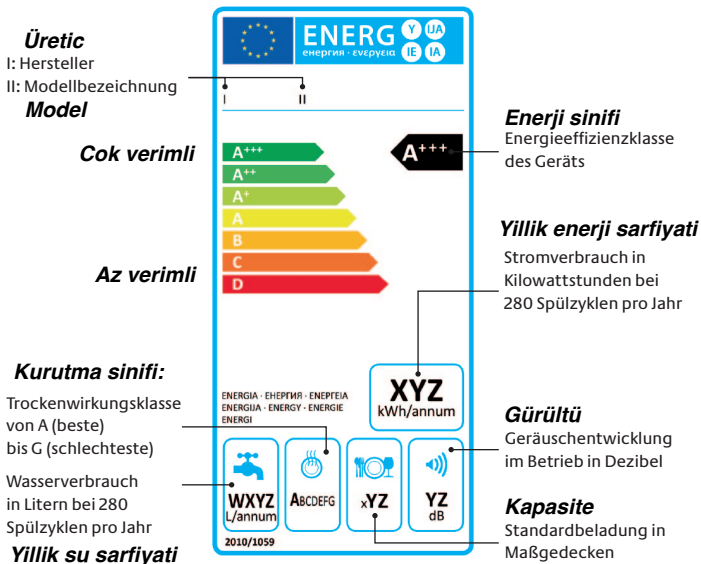 ENERG Y IJA
енергия · ενεργεια IE IA
Üretic
I: Hersteller
II: Modellbezeichnung
Model
I II
Cok verimli
Az verimli
A+++
A++
A+
A
B
C
D
A+++
Enerji sinifi
Energieeffizienzklasse
des Geräts
Yillik enerji sarfiyati
Stromverbrauch in
Kilowattstunden bei
280 Spülzyklen pro Jahr
XYZ
kWh/annum
ENERGIA · ЕНЕРГИЯ · ΕΝΕΡΓΕΙΑ
ENERGIJA · ENERGY · ENERGIE
ENERGI
Kurutma sinifi:
Trockenwirkungsklasse
von A (beste)
bis G (schlechteste)
Wasserverbrauch
in Litern bei 280
Spülzyklen pro Jahr
Yillik su sarfiyati
WXYZ
L/annum
ABCDEFG
xYZ
YZ
dB
2010/1059
Gürültü
Geräuschentwicklung
im Betrieb in Dezibel
Kapasite
Standardbeladung in
Maßgedecken